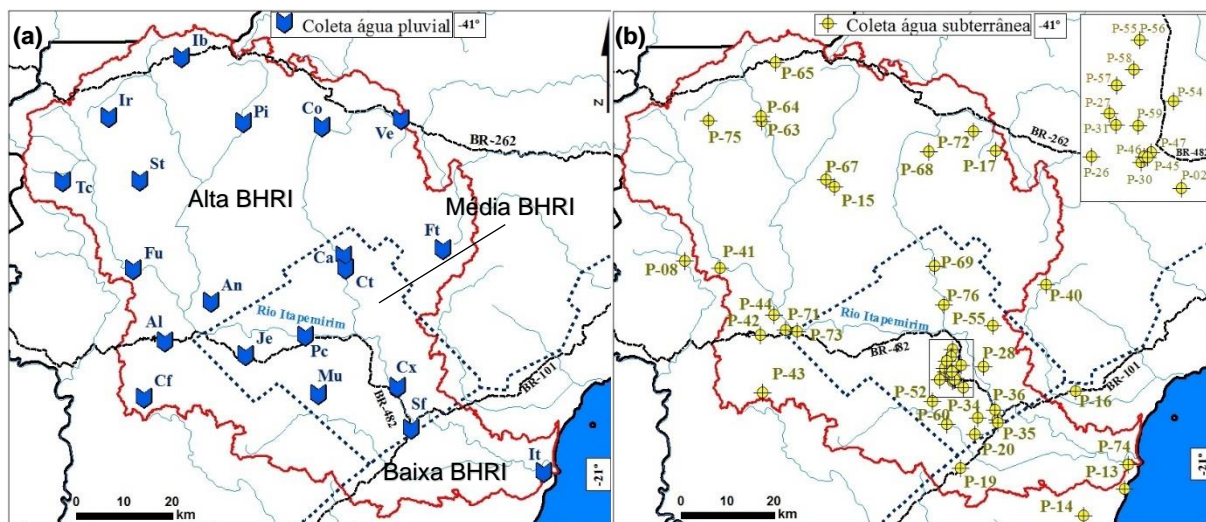 (a)
Coleta água pluvial
-41°
Ib
Ir
Pi
Co
Ve
BR-262
Tc
St
Alta BHRI
Média BHRI
Ft
Fu
Ca
Ct
An
Rio Itapemirim
Al
Je
Pc
BR-101
Cf
Mu
Cx
BR-482
Sf
Baixa BHRI
It
-21°
0 10 20
km
(b)
Coleta água subterrânea
-41°
P-55 P-56
P-58
P-57
P-54
P-27
P-31
P-59
P-46
P-47
BR-482
P-26
P-45
P-30
P-02
P-65
P-64
P-63
P-75
P-72
P-68
P-17
BR-262
P-67
P-15
P-08
P-41
P-69
P-40
P-76
P-44
P-71
P-42
P-73
Rio Itapemirim
P-55
BR-482
P-28
BR-101
P-43
P-52
P-16
P-36
P-34
P-60
P-35
P-20
P-74
P-19
P-13
P-14
-21°
0 10 20
km
Z